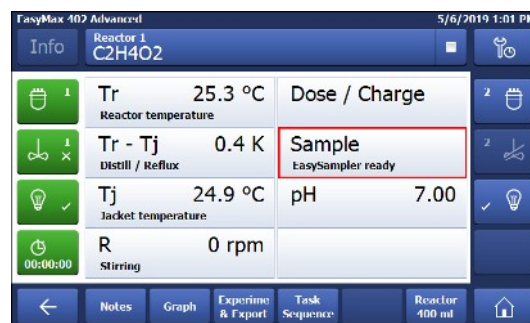 EasyMax 402 Advanced 5/6/2019 1:01 PM
Info
Reactor 1
C2H4O2
1
Tr 25.3 °C
Reactor temperature
Dose / Charge
2
1
Tr - Tj 0.4 K
Distill / Reflux
Sample
EasySampler ready
2
Tj 24.9 °C
Jacket temperature
pH 7.00
00:00:00
R 0 rpm
Stirring
Notes
Graph
Experime
& Export
Task
Sequence
Reactor
400 ml